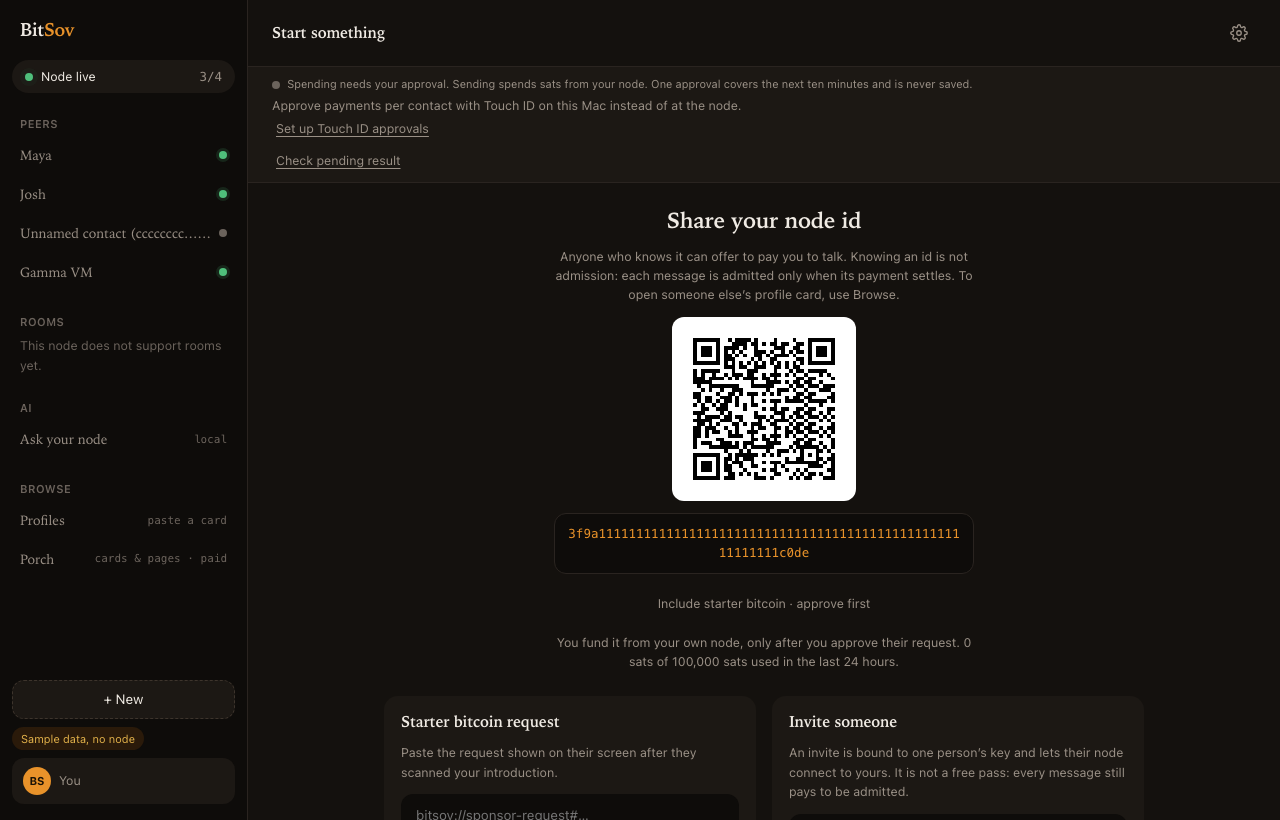 BitSov
Node live 3/4
PEERS
Maya
Josh
Unnamed contact (cccccccc……
Gamma VM
ROOMS
This node does not support rooms
yet.
AI
Ask your node local
BROWSE
Profiles paste a card
Porch cards & pages · paid
+ New
Sample data, no node
BS You
Start something
Spending needs your approval. Sending spends sats from your node. One approval covers the next ten minutes and is never saved.
Approve payments per contact with Touch ID on this Mac instead of at the node.
Set up Touch ID approvals
Check pending result
Share your node id
Anyone who knows it can offer to pay you to talk. Knowing an id is not
admission: each message is admitted only when its payment settles. To
open someone else's profile card, use Browse.
3f9a111111111111111111111111111111111111111111111111
11111111c0de
Include starter bitcoin · approve first
You fund it from your own node, only after you approve their request. 0
sats of 100,000 sats used in the last 24 hours.
Starter bitcoin request
Paste the request shown on their screen after they
scanned your introduction.
bitsov://sponsor-request#…
Invite someone
An invite is bound to one person's key and lets their node
connect to yours. It is not a free pass: every message still
pays to be admitted.